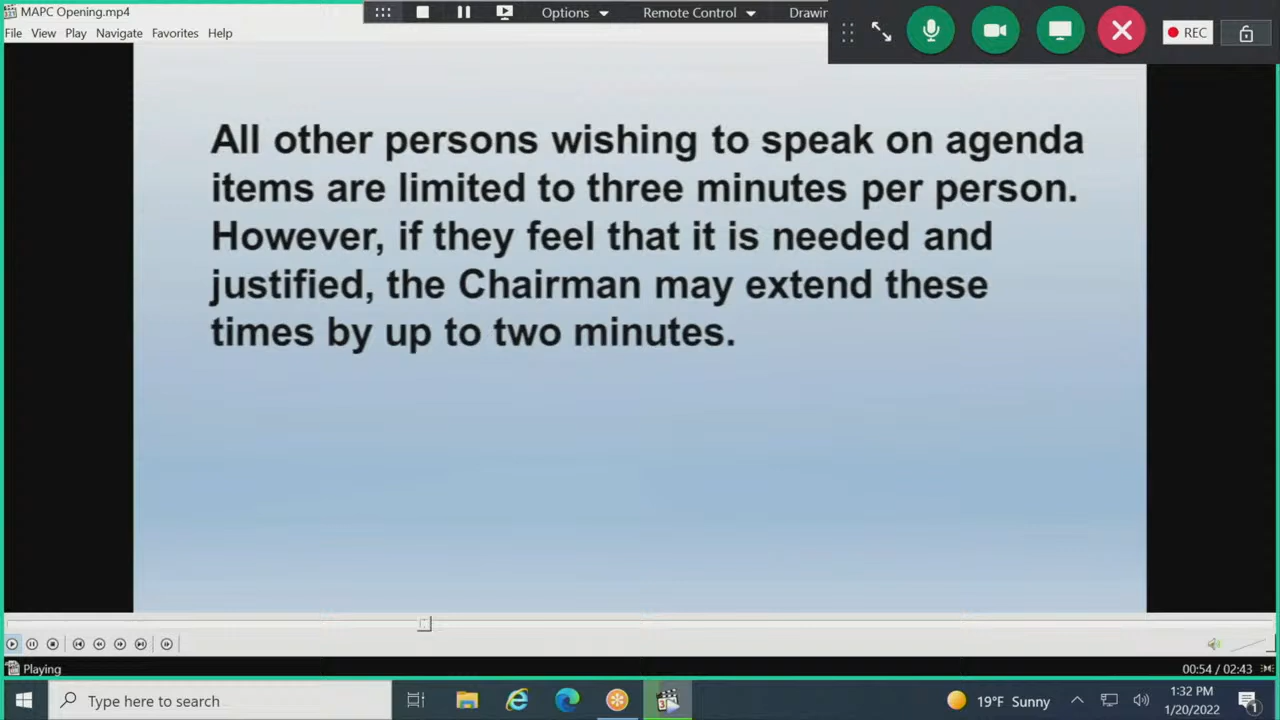 MAPC Opening.mp4
Options
Remote Control
Drawin
REC
File View Play Navigate Favorites Help
All other persons wishing to speak on agenda
items are limited to three minutes per person.
However, if they feel that it is needed and
justified, the Chairman may extend these
times by up to two minutes.
Playing
00:54 / 02:43
Type here to search
19°F Sunny
1:32 PM
1/20/2022
1